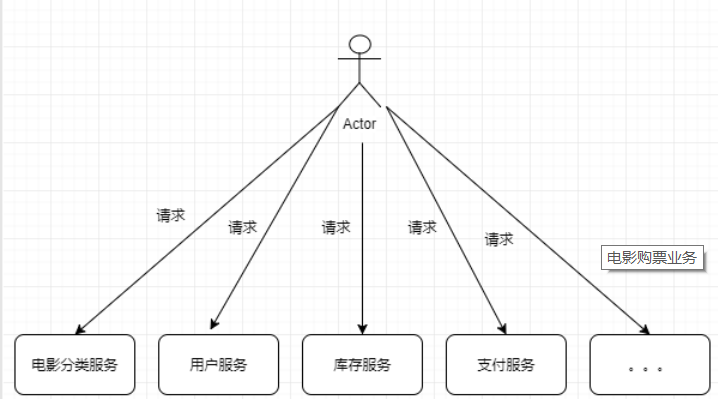 Actor
请求
请求
请求
请求
请求
电影购票业务
电影分类服务
用户服务
库存服务
支付服务
。。。